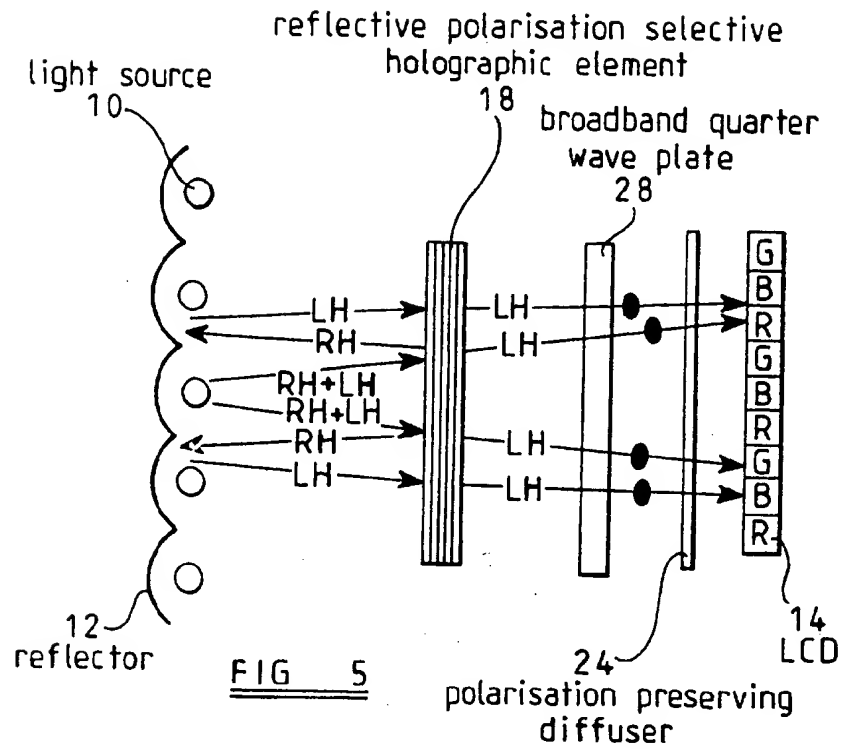 reflective polarisation selective
holographic element
18
light source
10
broadband quarter
wave plate
28
LH
RH
RH+LH
RH+LH
RH
LH
LH
LH
LH
LH
G
B
R
G
B
R
G
B
R
12
reflector
FIG 5
24
polarisation preserving
diffuser
14
LCD